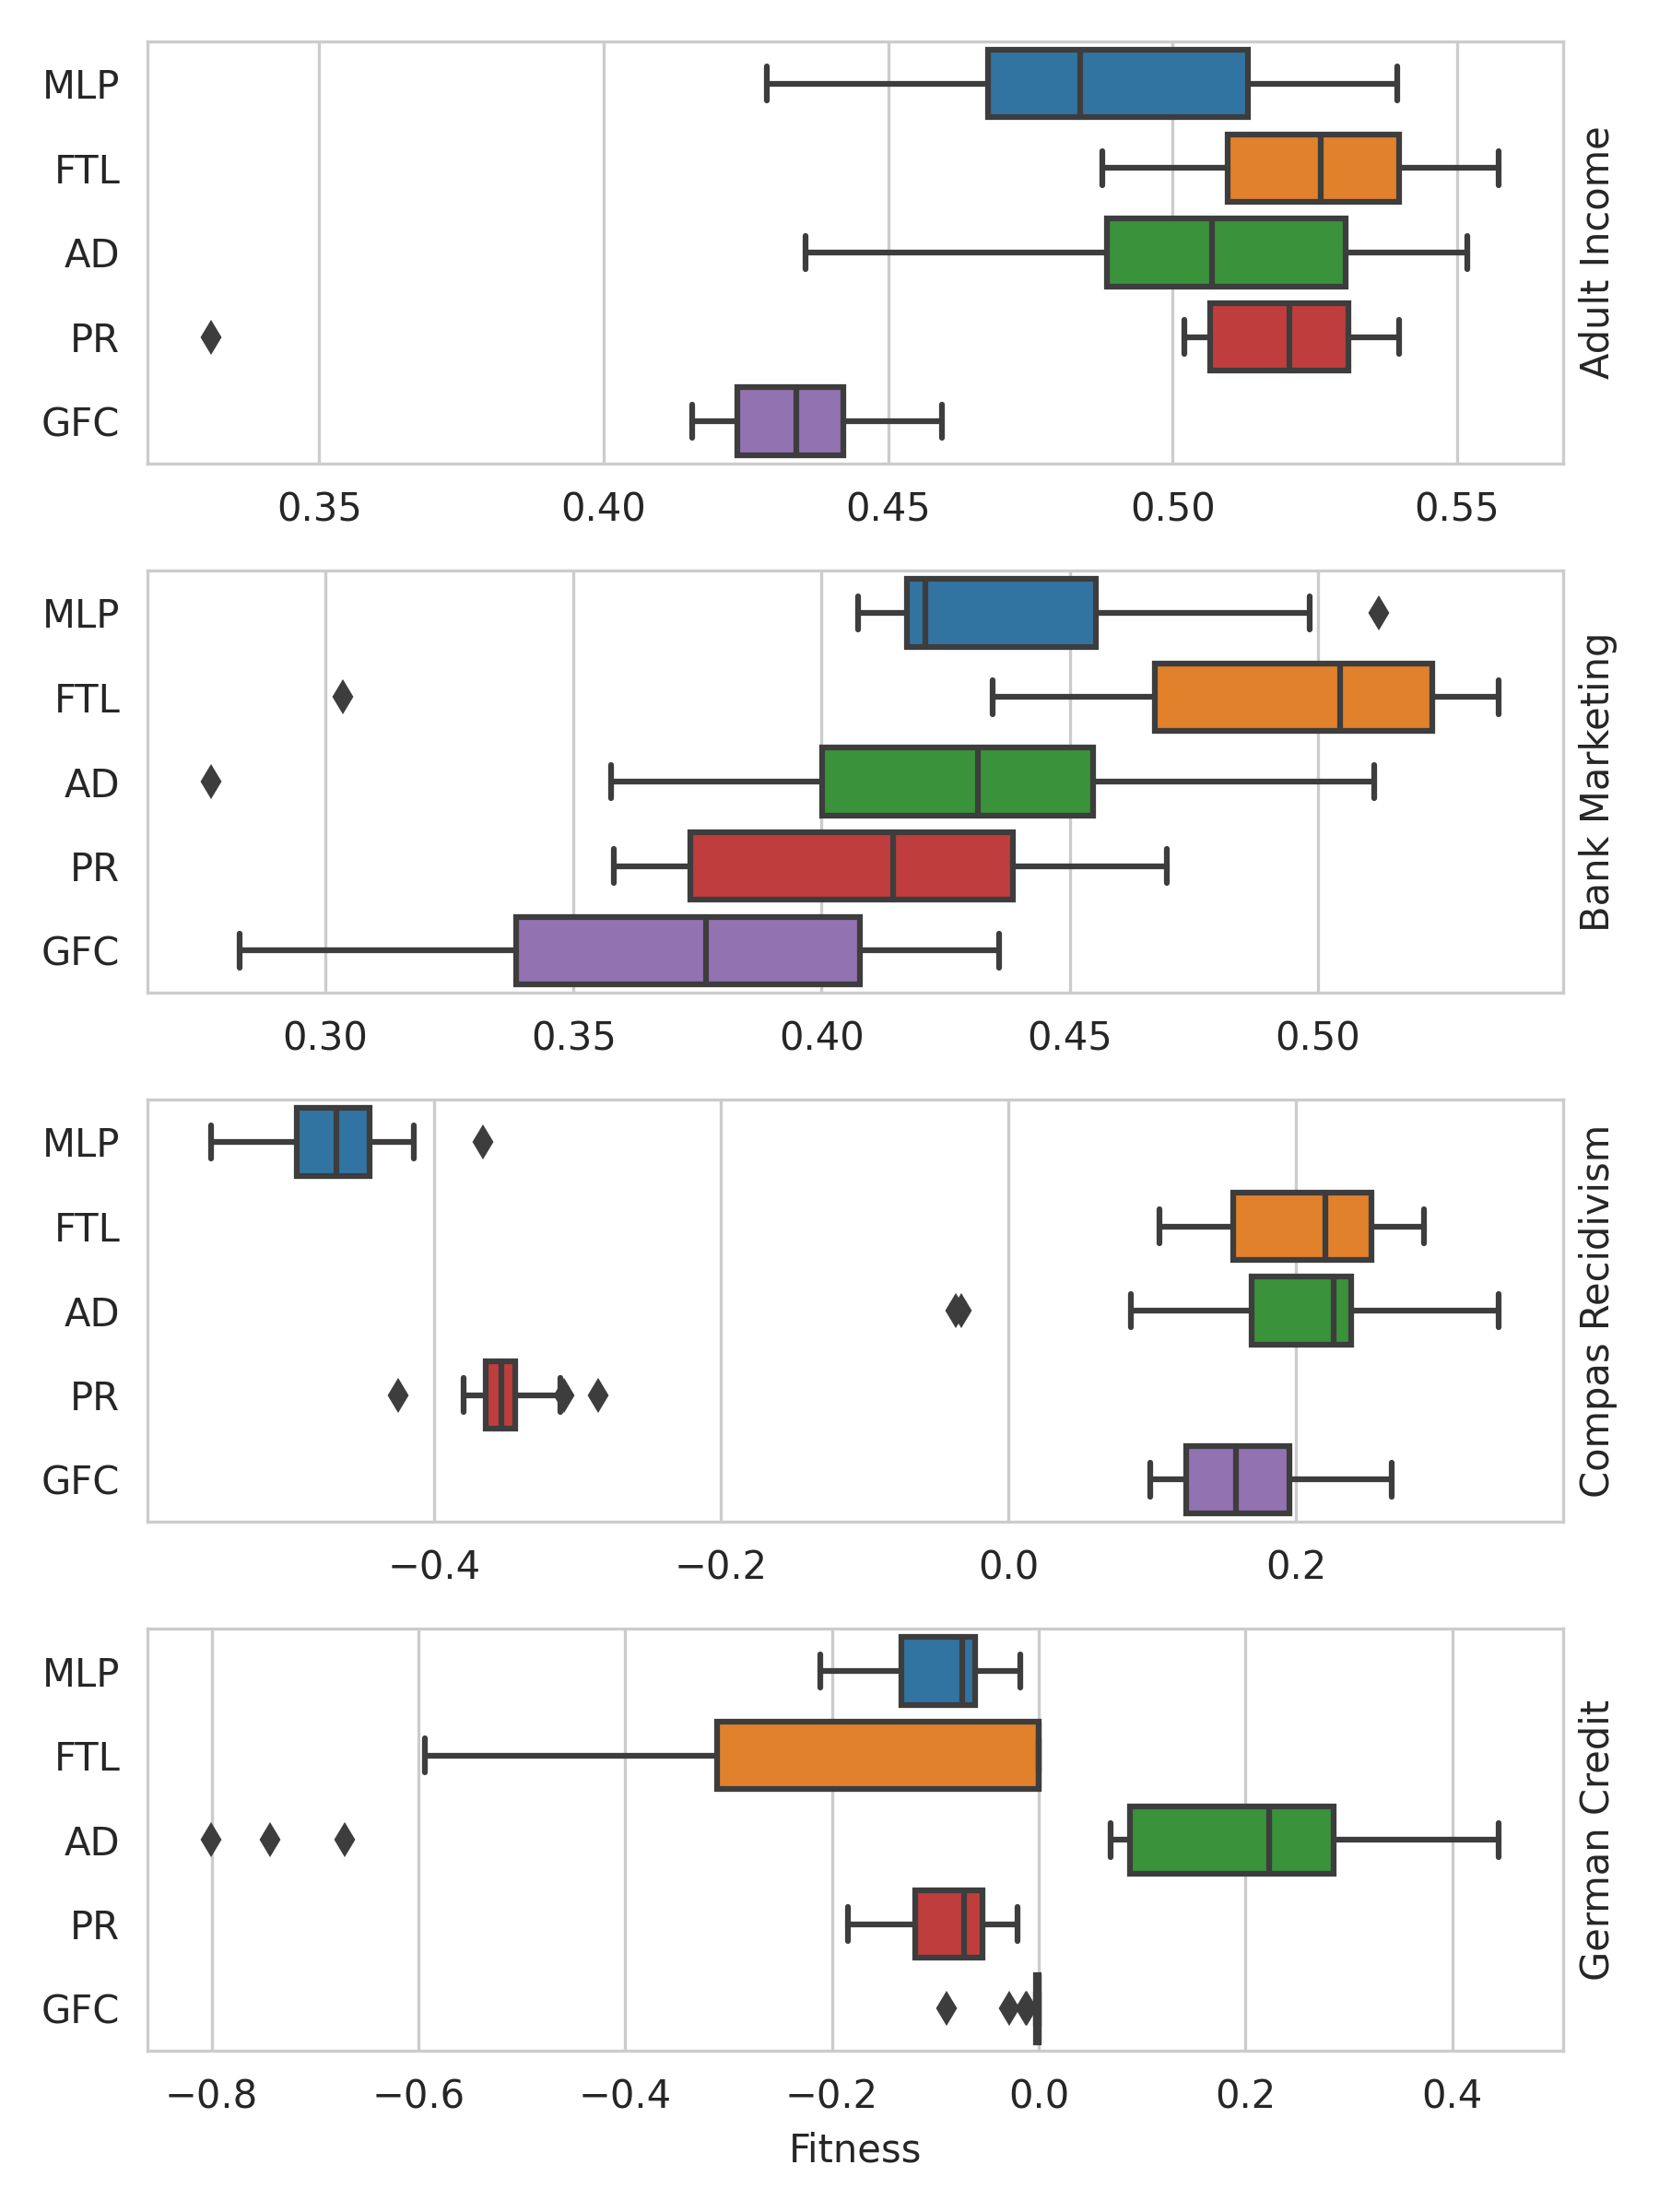 MLP
FTL
AD
PR
GFC
0.35 0.40 0.45 0.50 0.55
Adult Income
MLP
FTL
AD
PR
GFC
0.30 0.35 0.40 0.45 0.50
Bank Marketing
MLP
FTL
AD
PR
GFC
−0.4 −0.2 0.0 0.2
Compas Recidivism
MLP
FTL
AD
PR
GFC
−0.8 −0.6 −0.4 −0.2 0.0 0.2 0.4
German Credit
Fitness